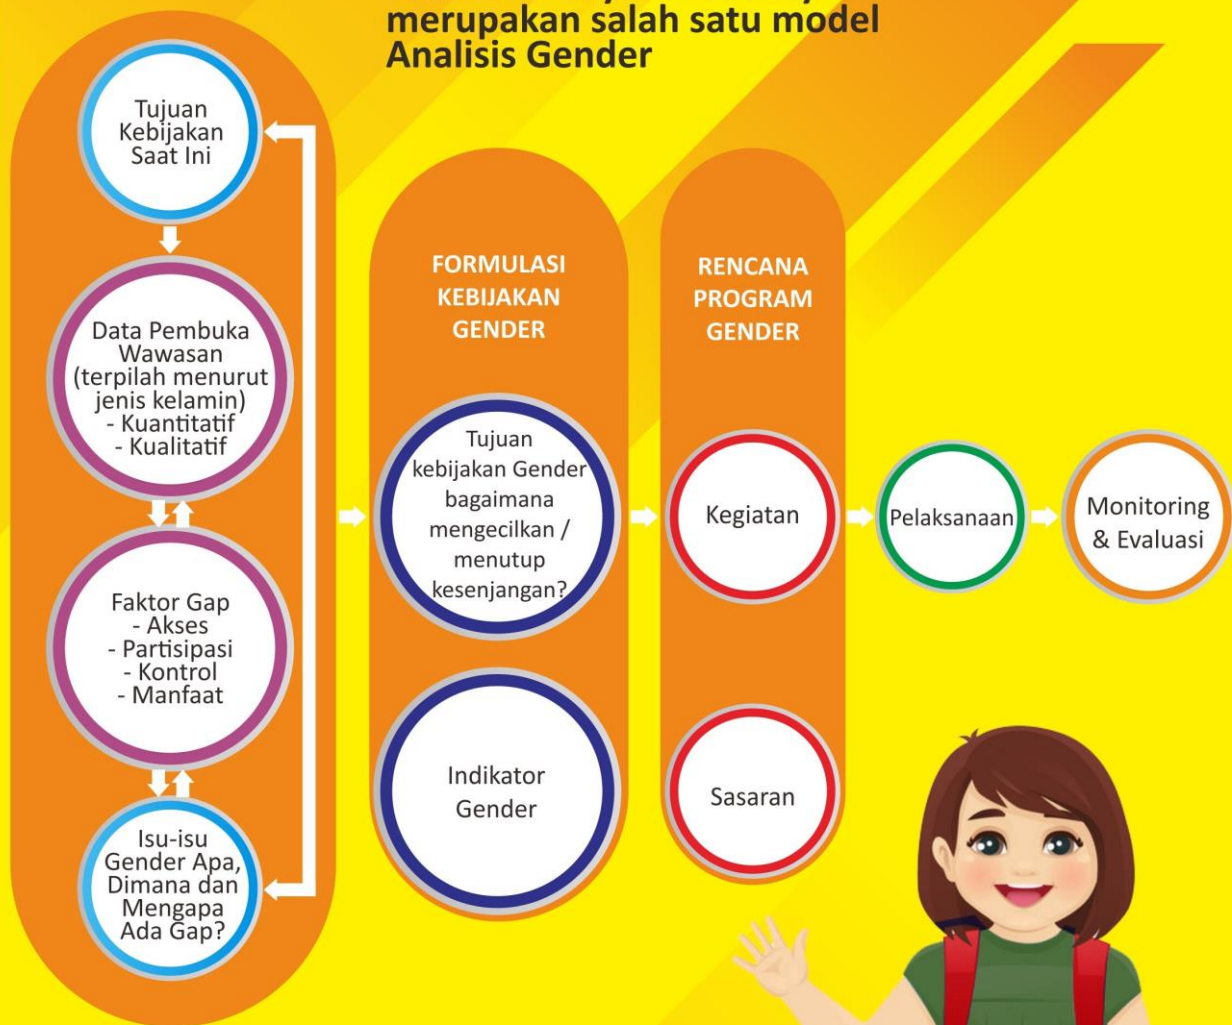 merupakan salah satu model
Analisis Gender
Tujuan
Kebijakan
Saat Ini
Data Pembuka
Wawasan
(terpilah menurut
jenis kelamin)
- Kuantitatif
- Kualitatif
Faktor Gap
- Akses
- Partisipasi
- Kontrol
- Manfaat
Isu-isu
Gender Apa,
Dimana dan
Mengapa
Ada Gap?
FORMULASI
KEBIJAKAN
GENDER
Tujuan
kebijakan Gender
bagaimana
mengecilkan /
menutup
kesenjangan?
Indikator
Gender
RENCANA
PROGRAM
GENDER
Kegiatan
Sasaran
Pelaksanaan
Monitoring
& Evaluasi